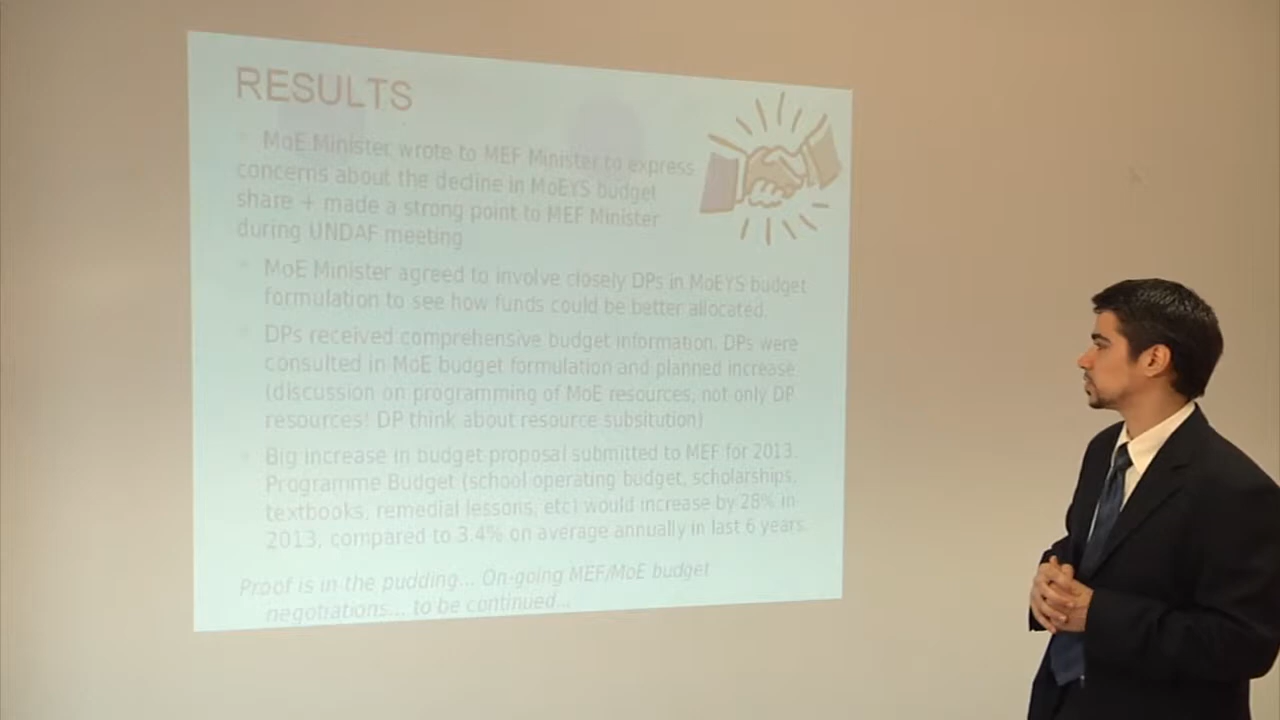 RESULTS
MoE Minister wrote to MEF Minister to express
concerns about the decline in MoEYS budget
share + made a strong point to MEF Minister
during UNDAF meeting
MoE Minister agreed to involve closely DPs in MoEYS budget
formulation to see how funds could be better allocated.
DPs received comprehensive budget information. DPs were
consulted in MoE budget formulation and planned increase
(discussion on programming of MoE resources, not only DP
resources! DP think about resource subsitution)
Big increase in budget proposal submitted to MEF for 2013.
Programme Budget (school operating budget, scholarships,
textbooks, remedial lessons, etc) would increase by 28% in
2013, compared to 3.4% on average annually in last 6 years.
Proof is in the pudding... On-going MEF/MoE budget
negotiations... to be continued...